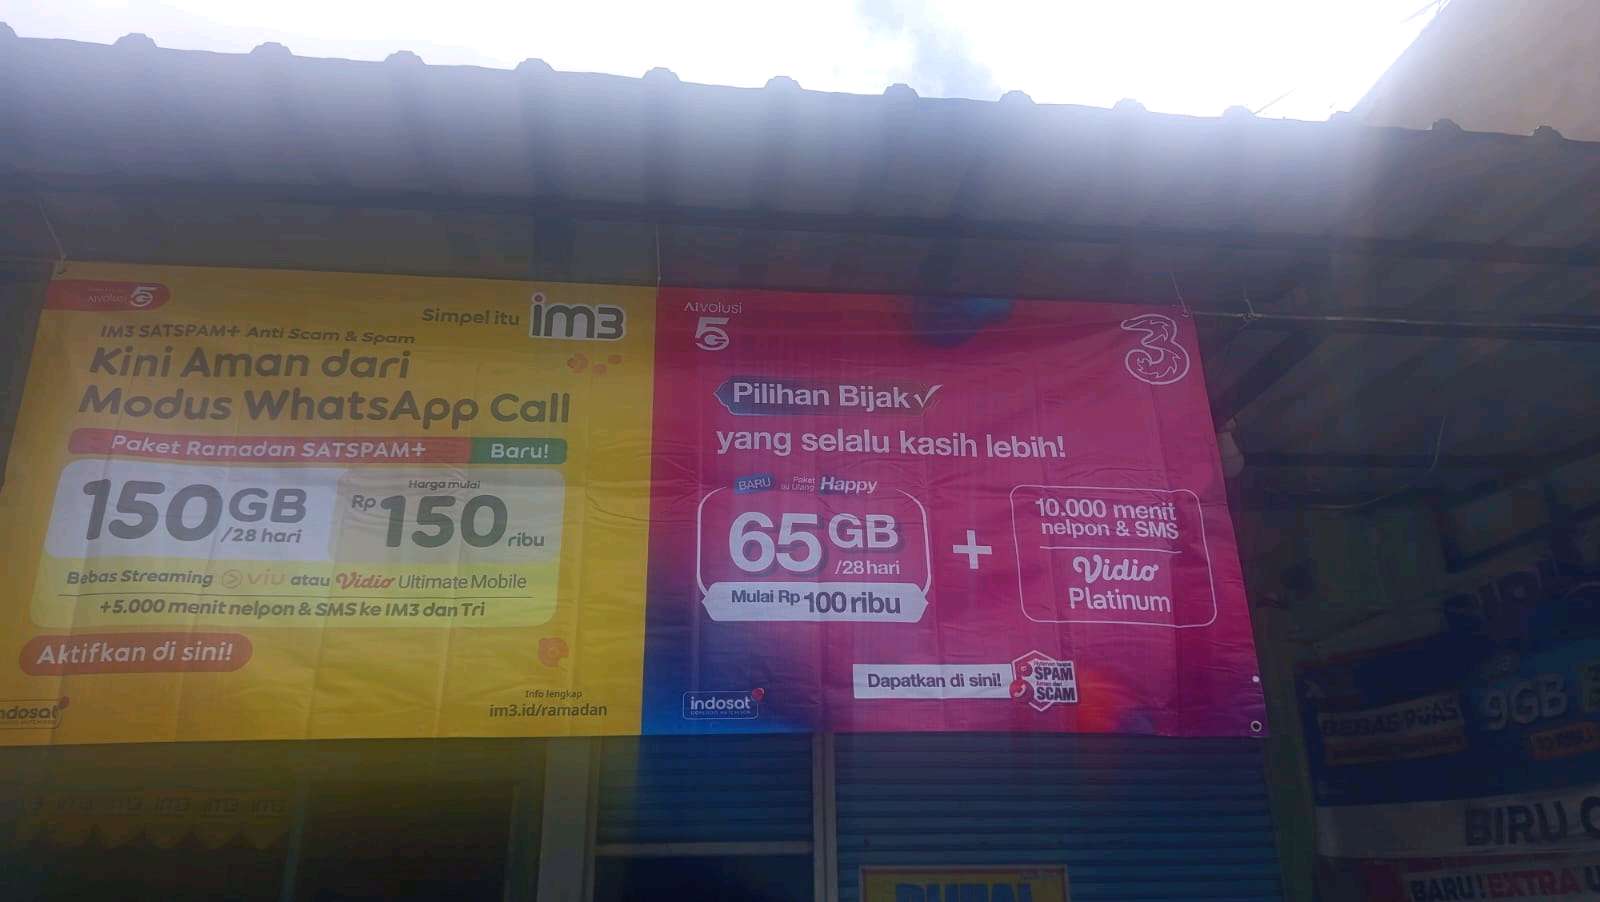 AIvolusi 5G
Simpel itu im3
IM3 SATSPAM+ Anti Scam & Spam
Kini Aman dari
Modus WhatsApp Call
Paket Ramadan SATSPAM+ Baru!
150GB
/28 hari
Harga mulai
Rp 150 ribu
Bebas Streaming viu atau Vidio Ultimate Mobile
+5.000 menit nelpon & SMS ke IM3 dan Tri
Aktifkan di sini!
indosat
Info lengkap
im3.id/ramadan
AIvolusi
5G
3
Pilihan Bijak
yang selalu kasih lebih!
BARU Paket Happy
65GB
/28 hari
Mulai Rp 100 ribu
+
10.000 menit
nelpon & SMS
Vidio
Platinum
Dapatkan di sini!
SPAM
SCAM
indosat
9GB
BIRU
BARU! EXTRA